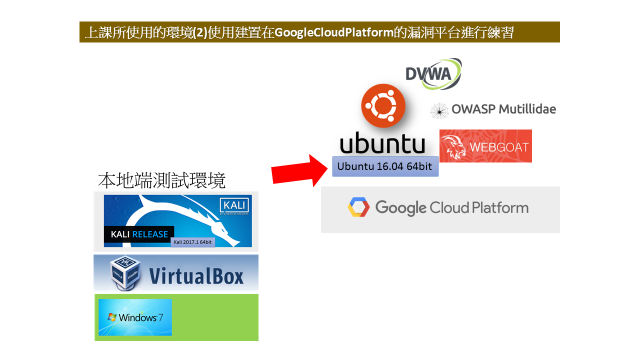 上課所使用的環境(2)使用建置在GoogleCloudPlatform的漏洞平台進行練習
DVWA
OWASP Mutillidae
ubuntu
WEBGOAT
Ubuntu 16.04 64bit
本地端測試環境
KALI
KALI RELEASE
Kali 2017.1 64bit
Google Cloud Platform
VirtualBox
Windows 7